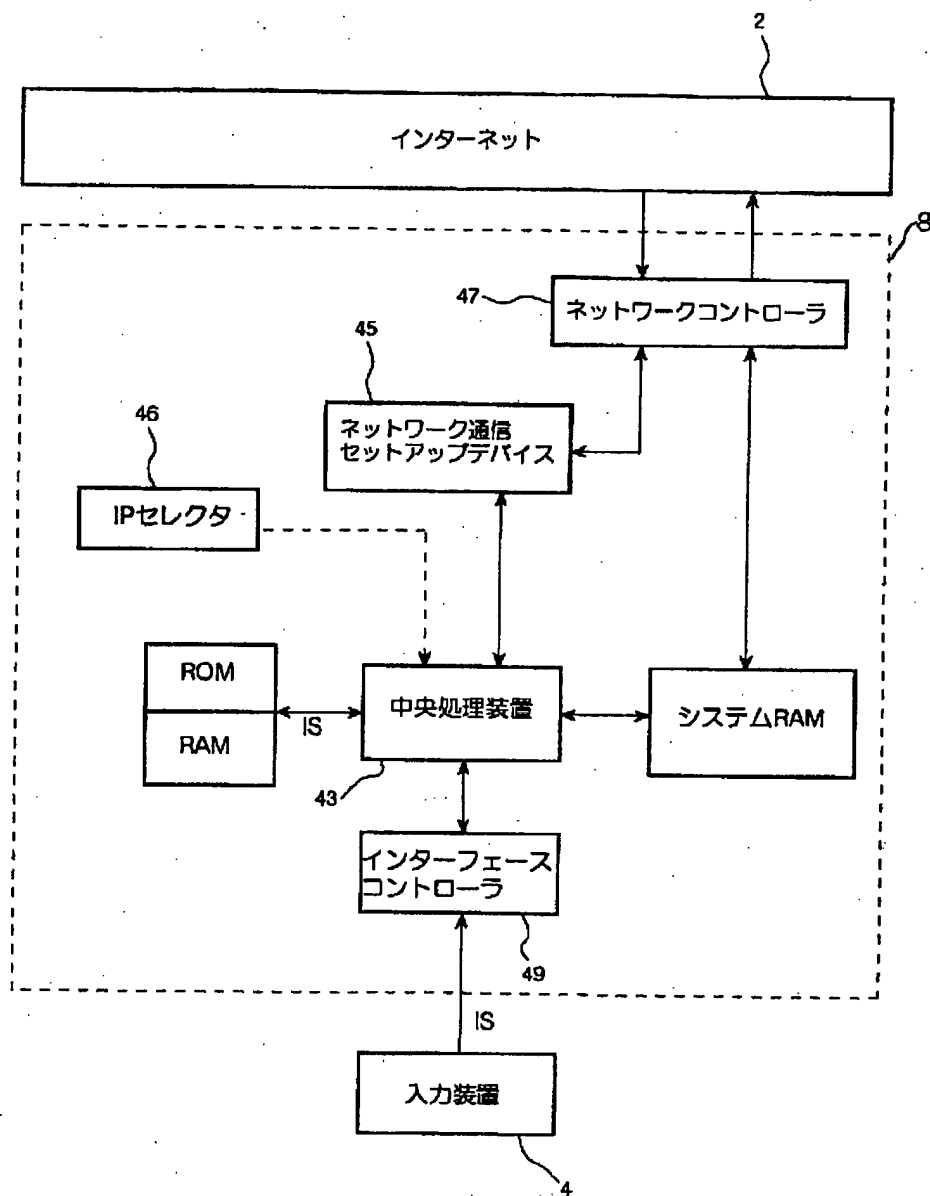 2
インターネット
8
47
ネットワークコントローラ
45
ネットワーク通信
セットアップデバイス
46
IPセレクタ
ROM
RAM
IS
中央処理装置
43
システムRAM
インターフェース
コントローラ
49
IS
入力装置
4